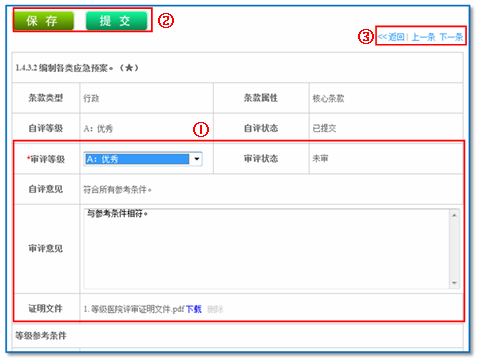 保 存 提 交 ②
③ << 返回 | 上一条 下一条
1.4.3.2 编制各类应急预案。（★）
条款类型 行政 条款属性 核心条款
自评等级 A：优秀 自评状态 已提交
①
*审评等级 A：优秀 审评状态 未审
自评意见 符合所有参考条件。
审评意见 与参考条件相符。
证明文件 1. 等级医院评审证明文件.pdf 下载 删除
等级参考条件